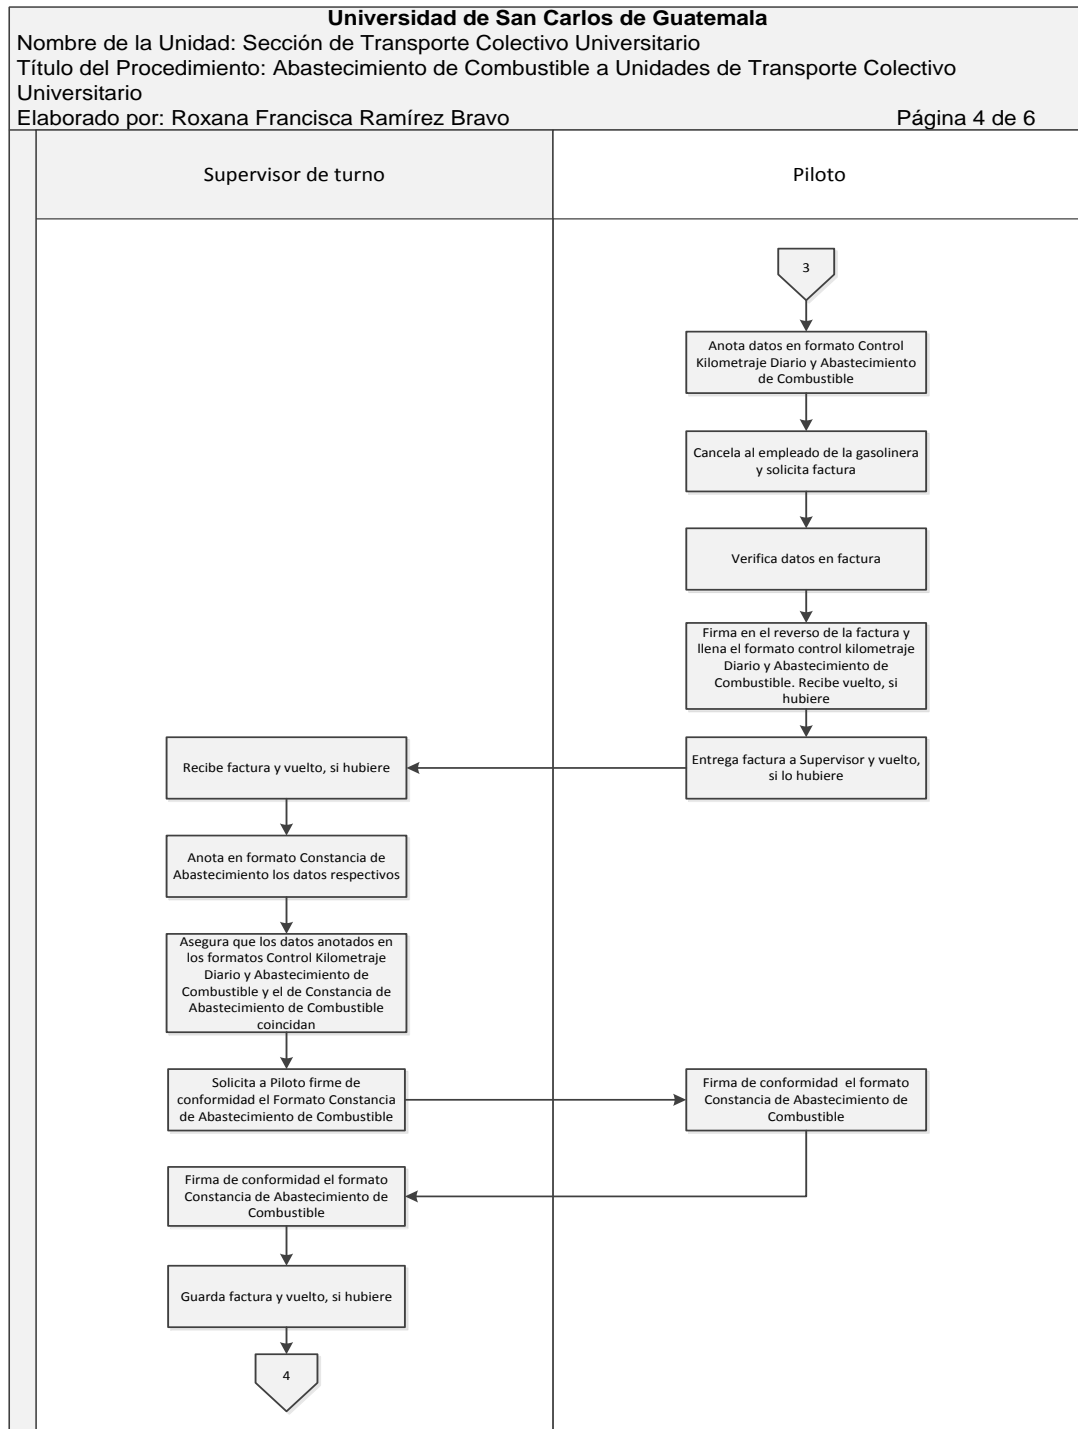 Universidad de San Carlos de Guatemala
Nombre de la Unidad: Sección de Transporte Colectivo Universitario
Título del Procedimiento: Abastecimiento de Combustible a Unidades de Transporte Colectivo
Universitario
Elaborado por: Roxana Francisca Ramírez Bravo Página 4 de 6
Supervisor de turno
Piloto
3
Anota datos en formato Control
Kilometraje Diario y Abastecimiento
de Combustible
Cancela al empleado de la gasolinera
y solicita factura
Verifica datos en factura
Firma en el reverso de la factura y
llena el formato control kilometraje
Diario y Abastecimiento de
Combustible. Recibe vuelto, si
hubiere
Entrega factura a Supervisor y vuelto,
si lo hubiere
Recibe factura y vuelto, si hubiere
Anota en formato Constancia de
Abastecimiento los datos respectivos
Asegura que los datos anotados en
los formatos Control Kilometraje
Diario y Abastecimiento de
Combustible y el de Constancia de
Abastecimiento de Combustible
coincidan
Solicita a Piloto firme de
conformidad el Formato Constancia
de Abastecimiento de Combustible
Firma de conformidad el formato
Constancia de Abastecimiento de
Combustible
Firma de conformidad el formato
Constancia de Abastecimiento de
Combustible
Guarda factura y vuelto, si hubiere
4